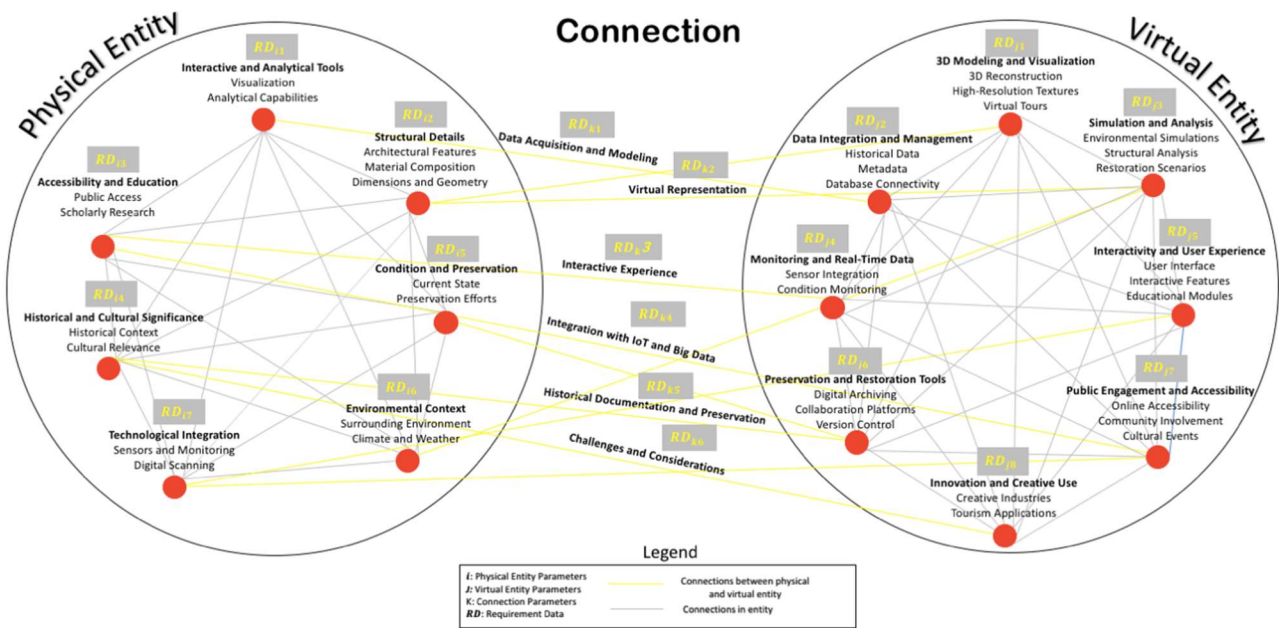 Connection
Physical Entity
Virtual Entity
RD_i1
Interactive and Analytical Tools
Visualization
Analytical Capabilities
RD_i2
Structural Details
Architectural Features
Material Composition
Dimensions and Geometry
RD_i3
Accessibility and Education
Public Access
Scholarly Research
RD_i5
Condition and Preservation
Current State
Preservation Efforts
RD_i4
Historical and Cultural Significance
Historical Context
Cultural Relevance
RD_i6
Environmental Context
Surrounding Environment
Climate and Weather
RD_i7
Technological Integration
Sensors and Monitoring
Digital Scanning
RD_k1
Data Acquisition and Modeling
RD_k2
Virtual Representation
RD_k3
Interactive Experience
RD_k4
Integration with IoT and Big Data
RD_k5
Historical Documentation and Preservation
RD_k6
Challenges and Considerations
RD_j1
3D Modeling and Visualization
3D Reconstruction
High-Resolution Textures
Virtual Tours
RD_j2
Data Integration and Management
Historical Data
Metadata
Database Connectivity
RD_j3
Simulation and Analysis
Environmental Simulations
Structural Analysis
Restoration Scenarios
RD_j4
Monitoring and Real-Time Data
Sensor Integration
Condition Monitoring
RD_j5
Interactivity and User Experience
User Interface
Interactive Features
Educational Modules
RD_j6
Preservation and Restoration Tools
Digital Archiving
Collaboration Platforms
Version Control
RD_j7
Public Engagement and Accessibility
Online Accessibility
Community Involvement
Cultural Events
RD_j8
Innovation and Creative Use
Creative Industries
Tourism Applications
Legend
i: Physical Entity Parameters
J: Virtual Entity Parameters
K: Connection Parameters
RD: Requirement Data
Connections between physical
and virtual entity
Connections in entity